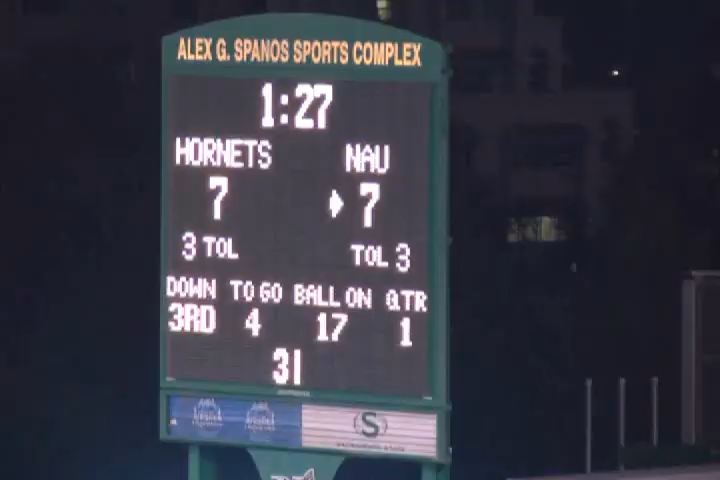 ALEX G. SPANOS SPORTS COMPLEX
1:27
HORNETS NAU
7 7
3 TOL TOL 3
DOWN TO GO BALL ON QTR
3RD 4 17 1
31
S